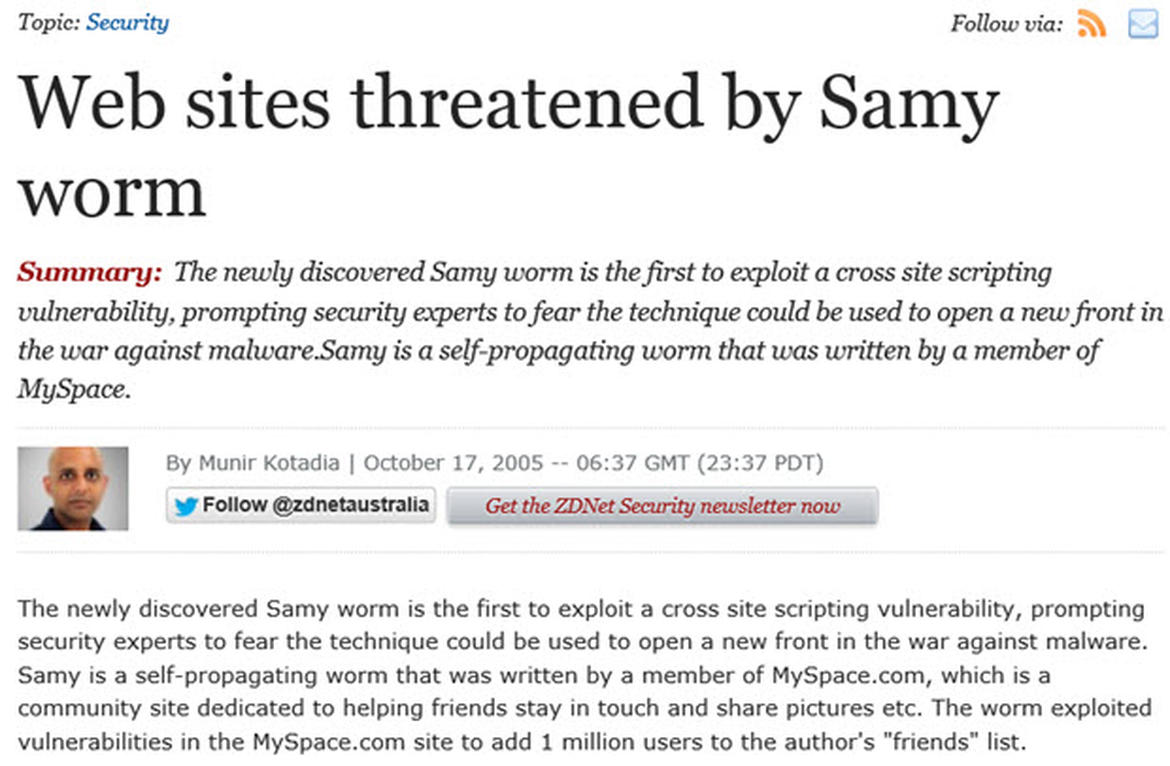 Topic: Security
Follow via:
Web sites threatened by Samy
worm
Summary: The newly discovered Samy worm is the first to exploit a cross site scripting
vulnerability, prompting security experts to fear the technique could be used to open a new front in
the war against malware.Samy is a self-propagating worm that was written by a member of
MySpace.
By Munir Kotadia | October 17, 2005 -- 06:37 GMT (23:37 PDT)
Follow @zdnetaustralia
Get the ZDNet Security newsletter now
The newly discovered Samy worm is the first to exploit a cross site scripting vulnerability, prompting
security experts to fear the technique could be used to open a new front in the war against malware.
Samy is a self-propagating worm that was written by a member of MySpace.com, which is a
community site dedicated to helping friends stay in touch and share pictures etc. The worm exploited
vulnerabilities in the MySpace.com site to add 1 million users to the author's "friends" list.